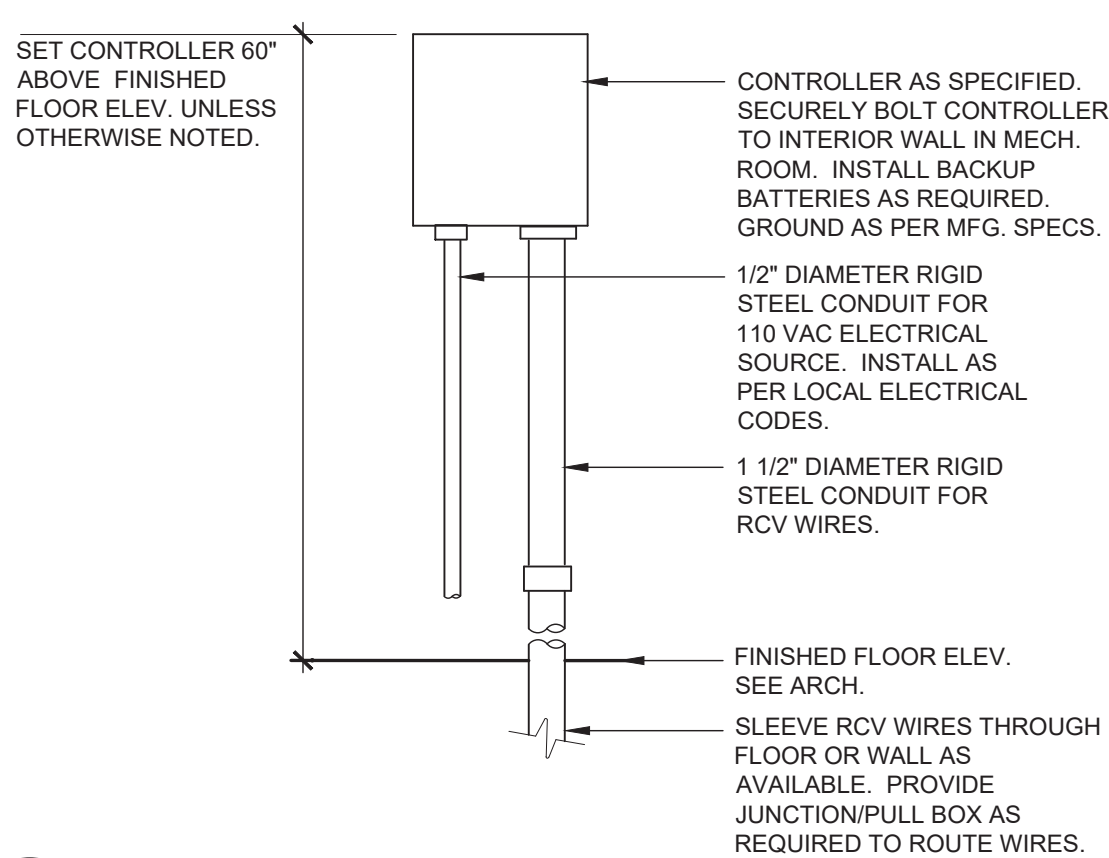 SET CONTROLLER 60"
ABOVE FINISHED
FLOOR ELEV. UNLESS
OTHERWISE NOTED.
CONTROLLER AS SPECIFIED.
SECURELY BOLT CONTROLLER
TO INTERIOR WALL IN MECH.
ROOM. INSTALL BACKUP
BATTERIES AS REQUIRED.
GROUND AS PER MFG. SPECS.
1/2" DIAMETER RIGID
STEEL CONDUIT FOR
110 VAC ELECTRICAL
SOURCE. INSTALL AS
PER LOCAL ELECTRICAL
CODES.
1 1/2" DIAMETER RIGID
STEEL CONDUIT FOR
RCV WIRES.
FINISHED FLOOR ELEV.
SEE ARCH.
SLEEVE RCV WIRES THROUGH
FLOOR OR WALL AS
AVAILABLE. PROVIDE
JUNCTION/PULL BOX AS
REQUIRED TO ROUTE WIRES.